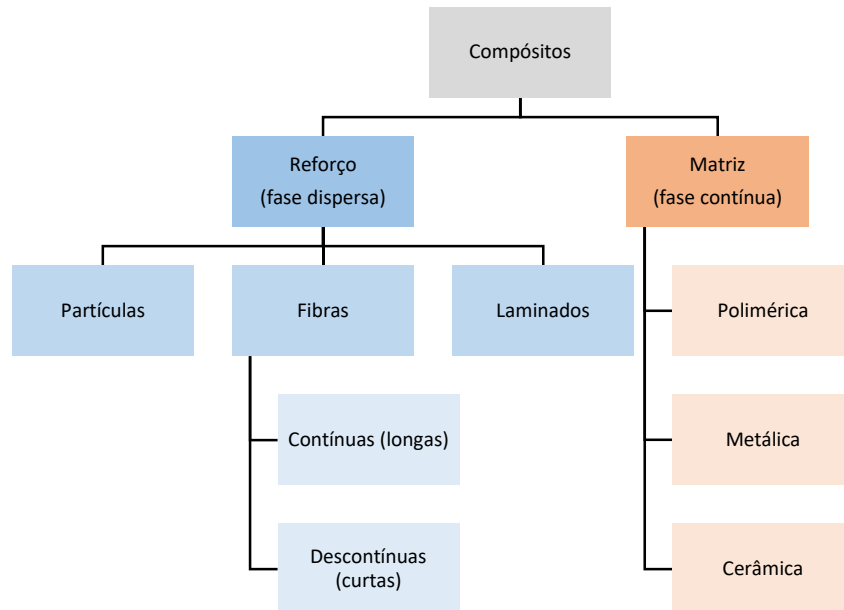 Compósitos
Reforço
(fase dispersa)
Matriz
(fase contínua)
Partículas
Fibras
Laminados
Polimérica
Contínuas (longas)
Metálica
Descontínuas
(curtas)
Cerâmica